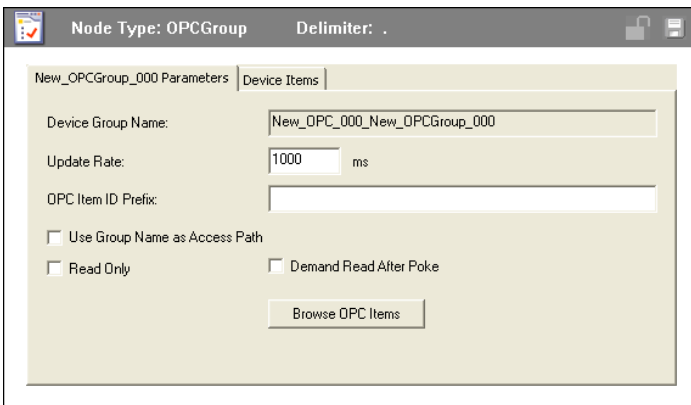 Node Type: OPCGroup Delimiter: .
New_OPCGroup_000 Parameters Device Items
Device Group Name: New_OPC_000_New_OPCGroup_000
Update Rate: 1000 ms
OPC Item ID Prefix:
Use Group Name as Access Path
Read Only Demand Read After Poke
Browse OPC Items